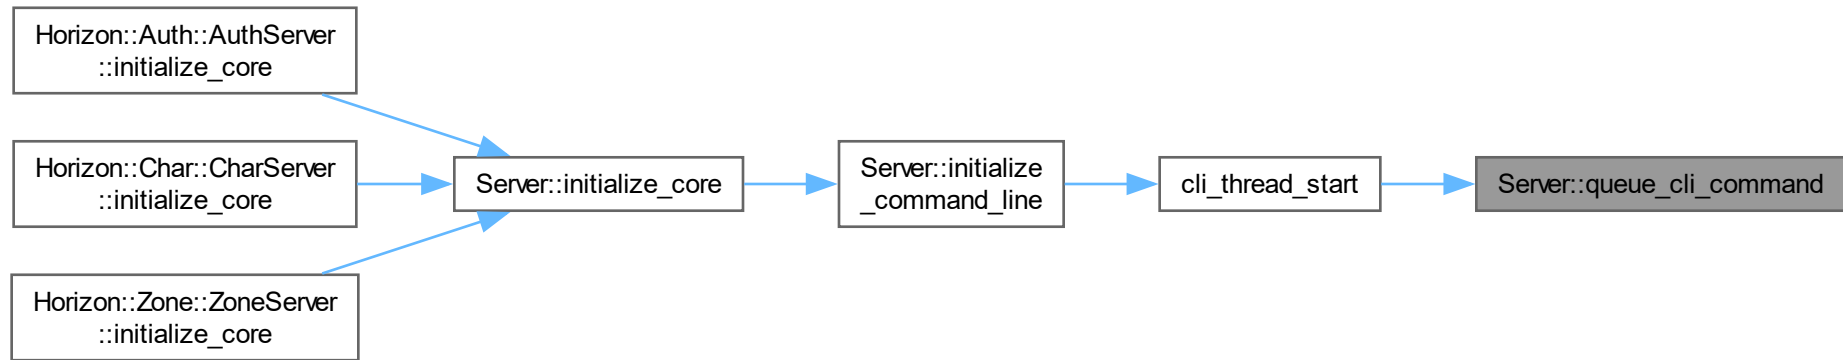 Horizon::Auth::AuthServer
::initialize_core
Horizon::Char::CharServer
::initialize_core
Horizon::Zone::ZoneServer
::initialize_core
Server::initialize_core
Server::initialize
_command_line
cli_thread_start
Server::queue_cli_command